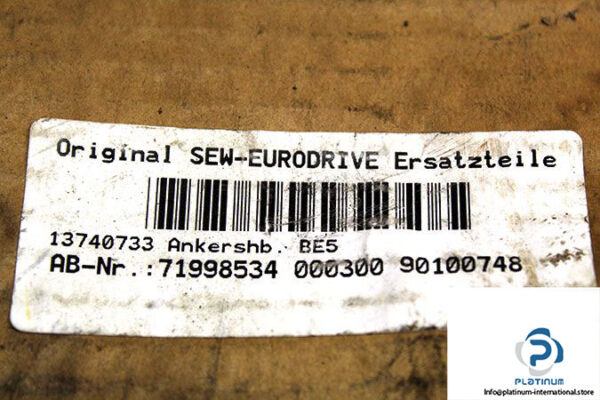 Original SEW-EURODRIVE Ersatzteile
13740733 Ankershb. BE5
AB-Nr.:71998534 000300 90100748
PLATINUM
Info@platinum-international.store